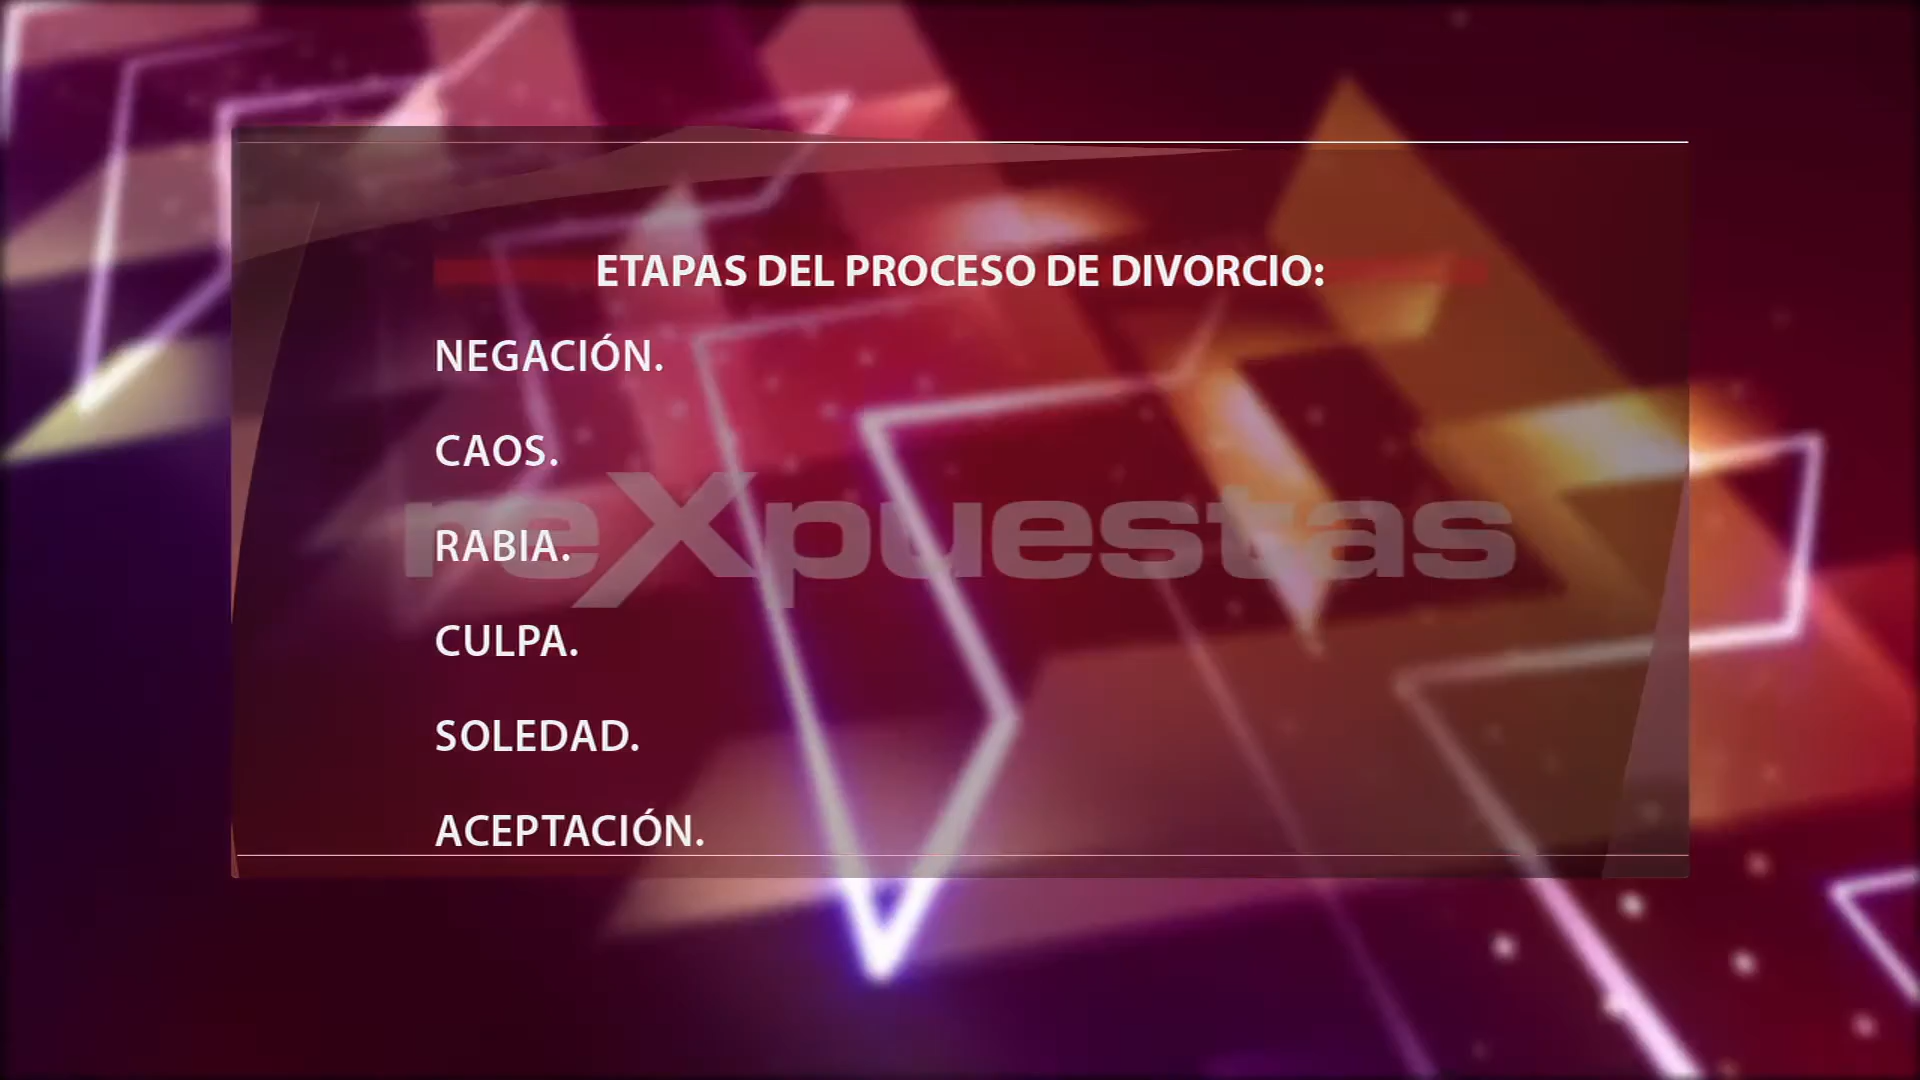 ETAPAS DEL PROCESO DE DIVORCIO:
NEGACIÓN.
CAOS.
reXpuestas
RABIA.
CULPA.
SOLEDAD.
ACEPTACIÓN.